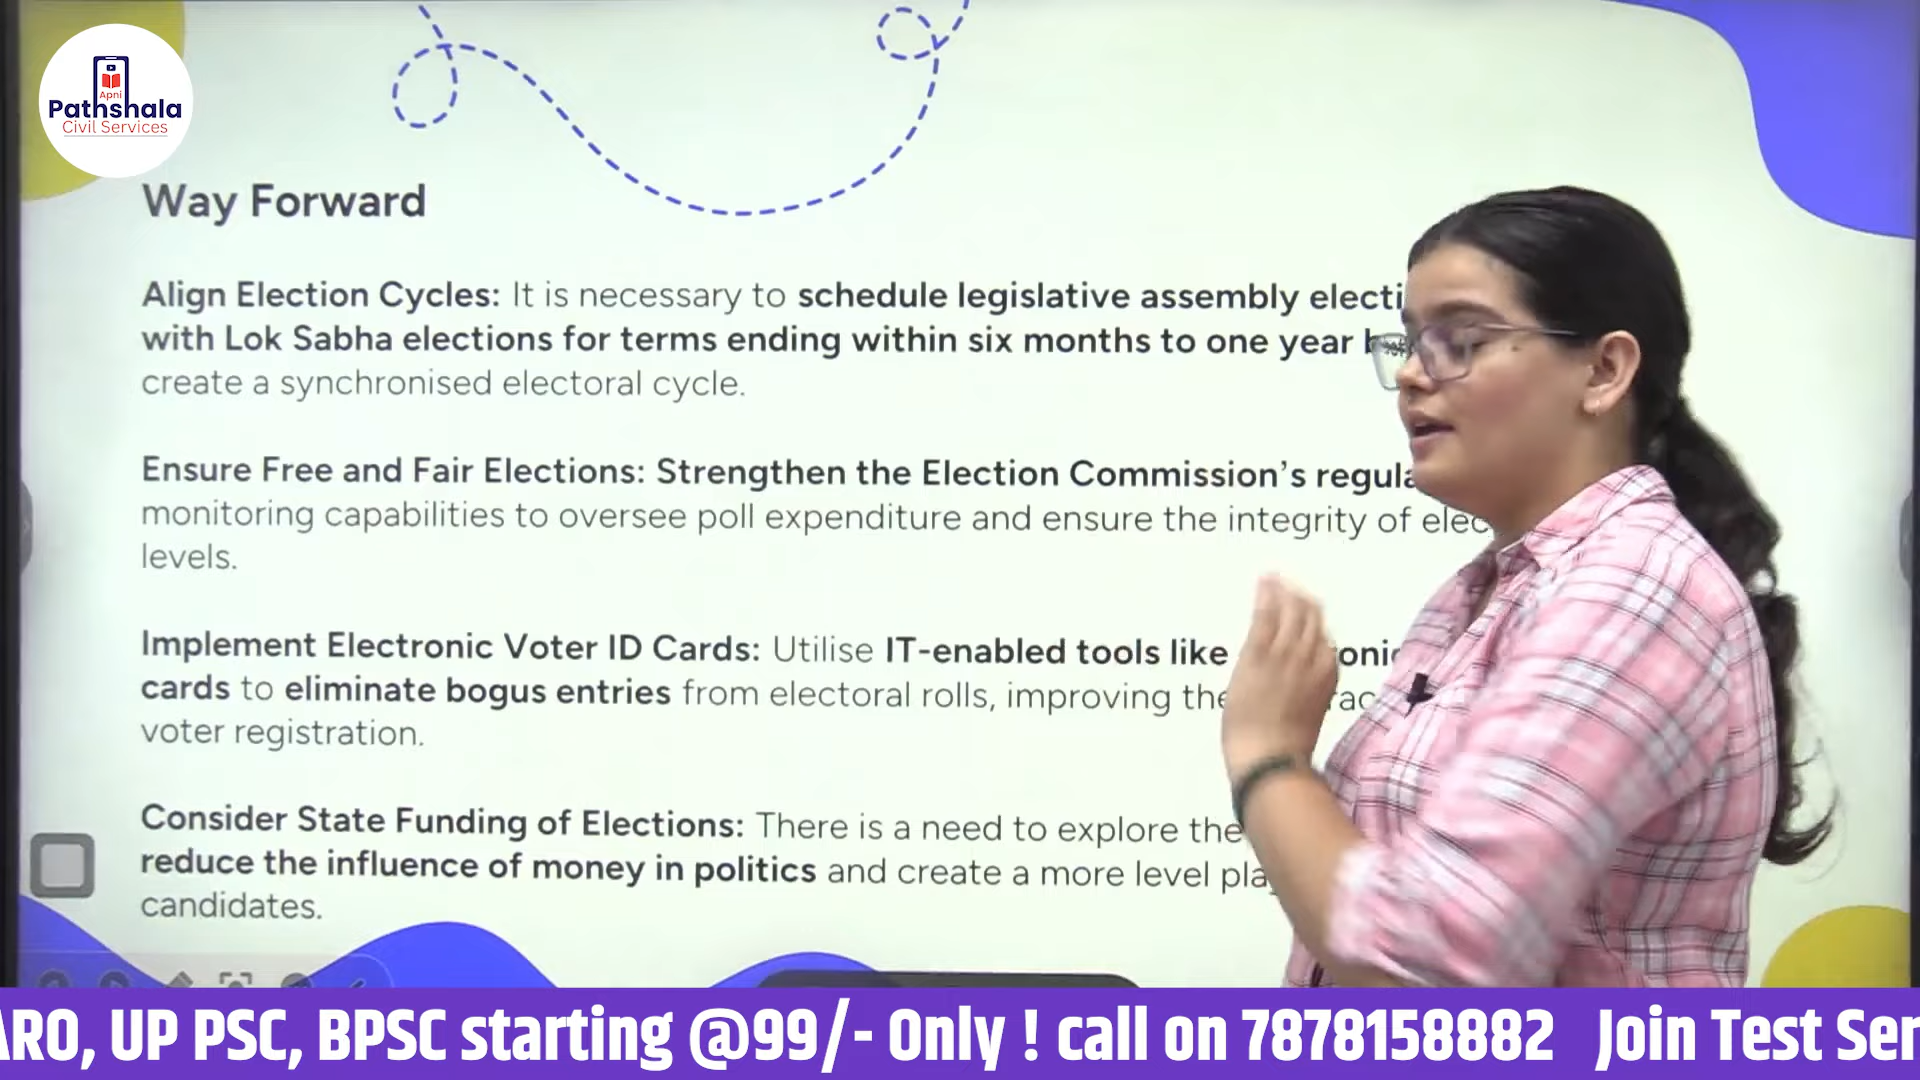 Apni
Pathshala
Civil Services
Way Forward
Align Election Cycles: It is necessary to schedule legislative assembly
with Lok Sabha elections for terms ending within six months to one year
create a synchronised electoral cycle.
Ensure Free and Fair Elections: Strengthen the Election Commission's
monitoring capabilities to oversee poll expenditure and ensure the integrity of
levels.
Implement Electronic Voter ID Cards: Utilise IT-enabled tools like
cards to eliminate bogus entries from electoral rolls, improving the
voter registration.
Consider State Funding of Elections: There is a need to explore the
reduce the influence of money in politics and create a more level
candidates.
ARO, UP PSC, BPSC starting @99/- Only ! call on 7878158882 Join Test